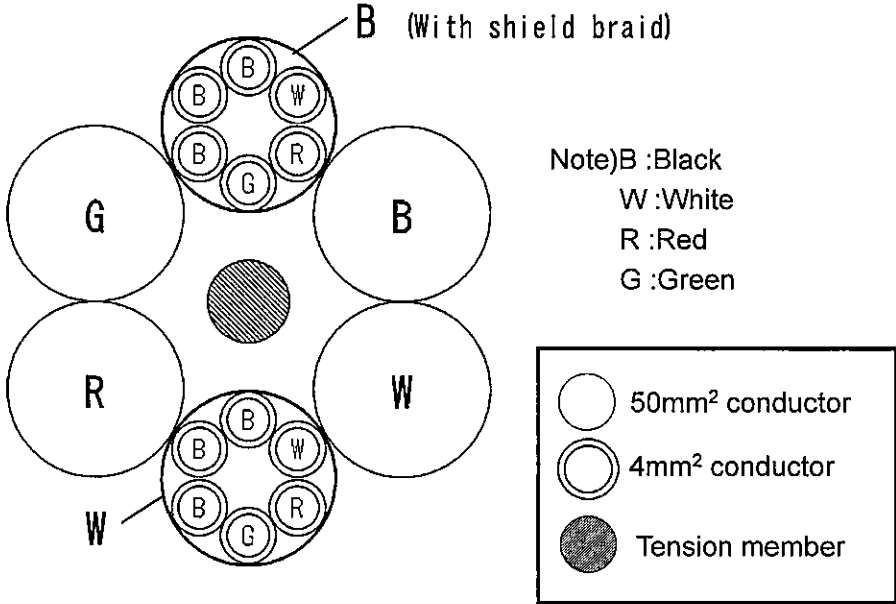 B (With shield braid)
B
B W
B R
G
G B
Note)B :Black
W :White
R :Red
G :Green
R W
50mm² conductor
4mm² conductor
Tension member
B
B W
B R
G
W